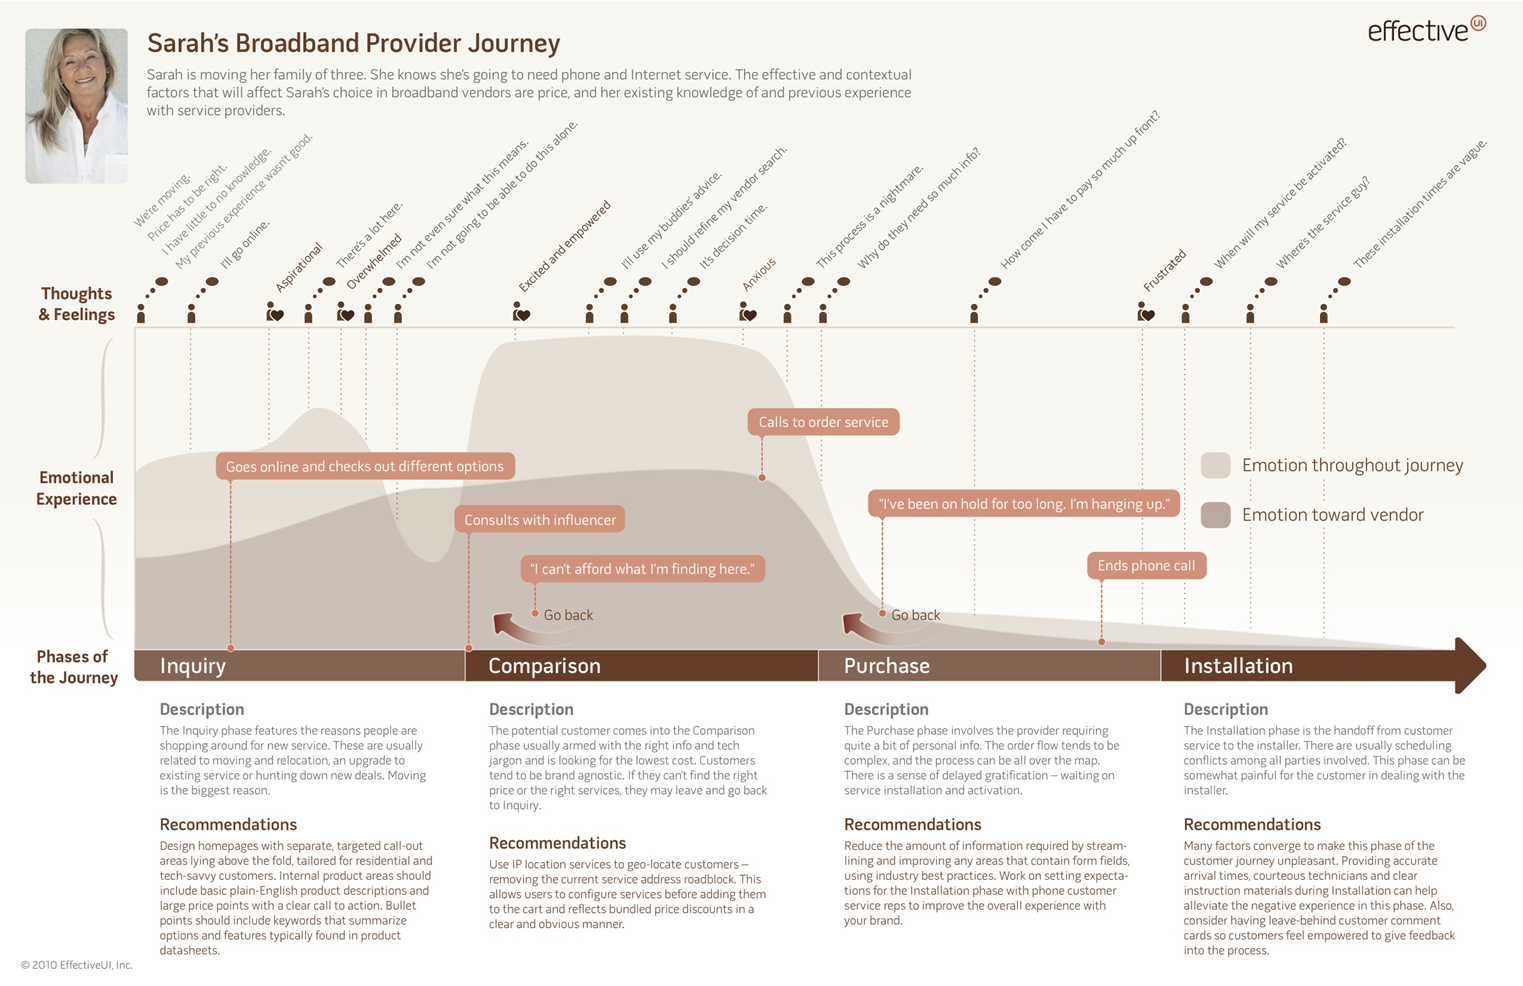 Sarah's Broadband Provider Journey
effective UI
Sarah is moving her family of three. She knows she's going to need phone and Internet service. The effective and contextual
factors that will affect Sarah's choice in broadband vendors are price, and her existing knowledge of and previous experience
with service providers.
We're moving.
Price has to be right.
I have little to no knowledge.
My previous experience wasn't good.
I'll go online.
Aspirational
There's a lot here.
Overwhelmed
I'm not even sure what this means.
I'm not going to be able to do this alone.
Excited and empowered
I'll use my buddies' advice.
I should refine my vendor search.
It's decision time.
Anxious
This process is a nightmare.
Why do they need so much info?
How come I have to pay so much up front?
Frustrated
When will my service be activated?
Where's the service guy?
These installation times are vague.
Thoughts
& Feelings
Emotional
Experience
Calls to order service
Goes online and checks out different options
Emotion throughout journey
"I've been on hold for too long. I'm hanging up."
Emotion toward vendor
Consults with influencer
"I can't afford what I'm finding here."
Ends phone call
Go back
Go back
Phases of
the Journey
Inquiry
Comparison
Purchase
Installation
Description
The Inquiry phase features the reasons people are
shopping around for new service. These are usually
related to moving and relocation, an upgrade to
existing service or hunting down new deals. Moving
is the biggest reason.
Recommendations
Design homepages with separate, targeted call-out
areas lying above the fold, tailored for residential and
tech-savvy customers. Internal product areas should
include basic plain-English product descriptions and
large price points with a clear call to action. Bullet
points should include keywords that summarize
options and features typically found in product
datasheets.
Description
The potential customer comes into the Comparison
phase usually armed with the right info and tech
jargon and is looking for the lowest cost. Customers
tend to be brand agnostic. If they can't find the right
price or the right services, they may leave and go back
to Inquiry.
Recommendations
Use IP location services to geo-locate customers –
removing the current service address roadblock. This
allows users to configure services before adding them
to the cart and reflects bundled price discounts in a
clear and obvious manner.
Description
The Purchase phase involves the provider requiring
quite a bit of personal info. The order flow tends to be
complex, and the process can be all over the map.
There is a sense of delayed gratification – waiting on
service installation and activation.
Recommendations
Reduce the amount of information required by stream-
lining and improving any areas that contain form fields,
using industry best practices. Work on setting expecta-
tions for the Installation phase with phone customer
service reps to improve the overall experience with
your brand.
Description
The Installation phase is the handoff from customer
service to the installer. There are usually scheduling
conflicts among all parties involved. This phase can be
somewhat painful for the customer in dealing with the
installer.
Recommendations
Many factors converge to make this phase of the
customer journey unpleasant. Providing accurate
arrival times, courteous technicians and clear
instruction materials during Installation can help
alleviate the negative experience in this phase. Also,
consider having leave-behind customer comment
cards so customers feel empowered to give feedback
into the process.
© 2010 EffectiveUI, Inc.